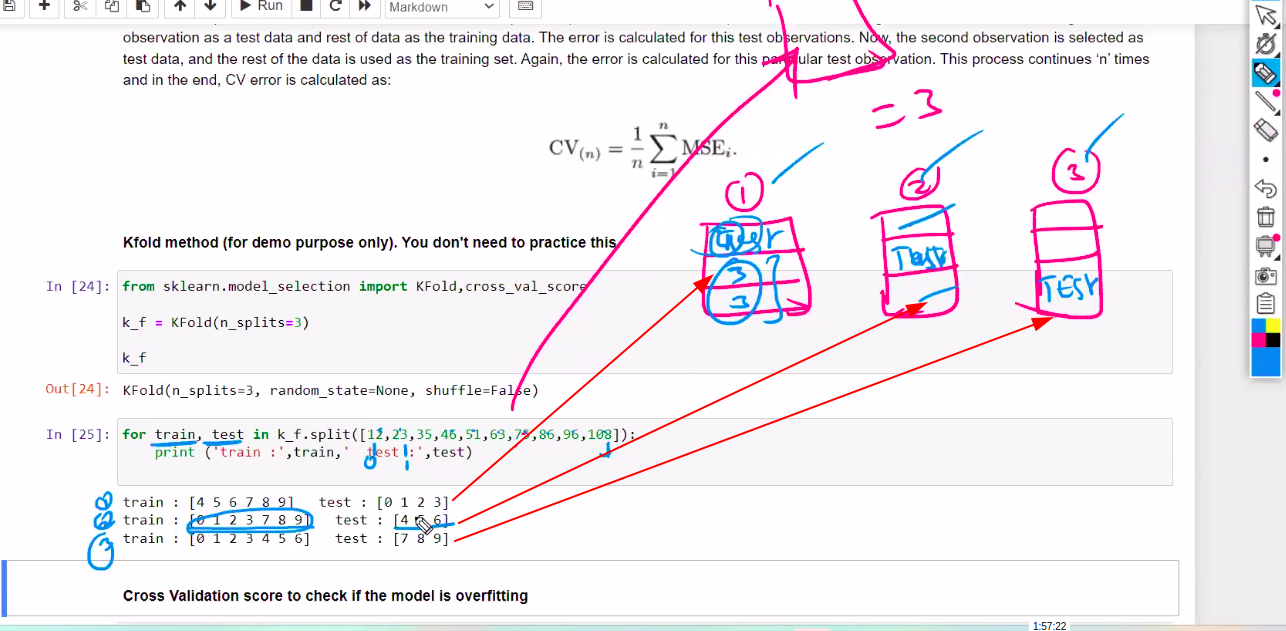 Run
Markdown
observation as a test data and rest of data as the training data. The error is calculated for this test observations. Now, the second observation is selected as
test data, and the rest of the data is used as the training set. Again, the error is calculated for this particular test observation. This process continues ‘n’ times
and in the end, CV error is calculated as:
= 3
CV(n) = 1/n n∑i=1 MSEi.
1
2
3
Test
3
3
Test
TEST
Kfold method (for demo purpose only). You don't need to practice this
In [24]: from sklearn.model_selection import KFold,cross_val_score
k_f = KFold(n_splits=3)
k_f
Out[24]: KFold(n_splits=3, random_state=None, shuffle=False)
In [25]: for train, test in k_f.split([12,23,35,46,51,63,75,86,96,108]):
print ('train :',train,' test :',test)
0 1
train : [4 5 6 7 8 9] test : [0 1 2 3]
2 train : [0 1 2 3 7 8 9] test : [4 5 6]
3 train : [0 1 2 3 4 5 6] test : [7 8 9]
Cross Validation score to check if the model is overfitting
1:57:22